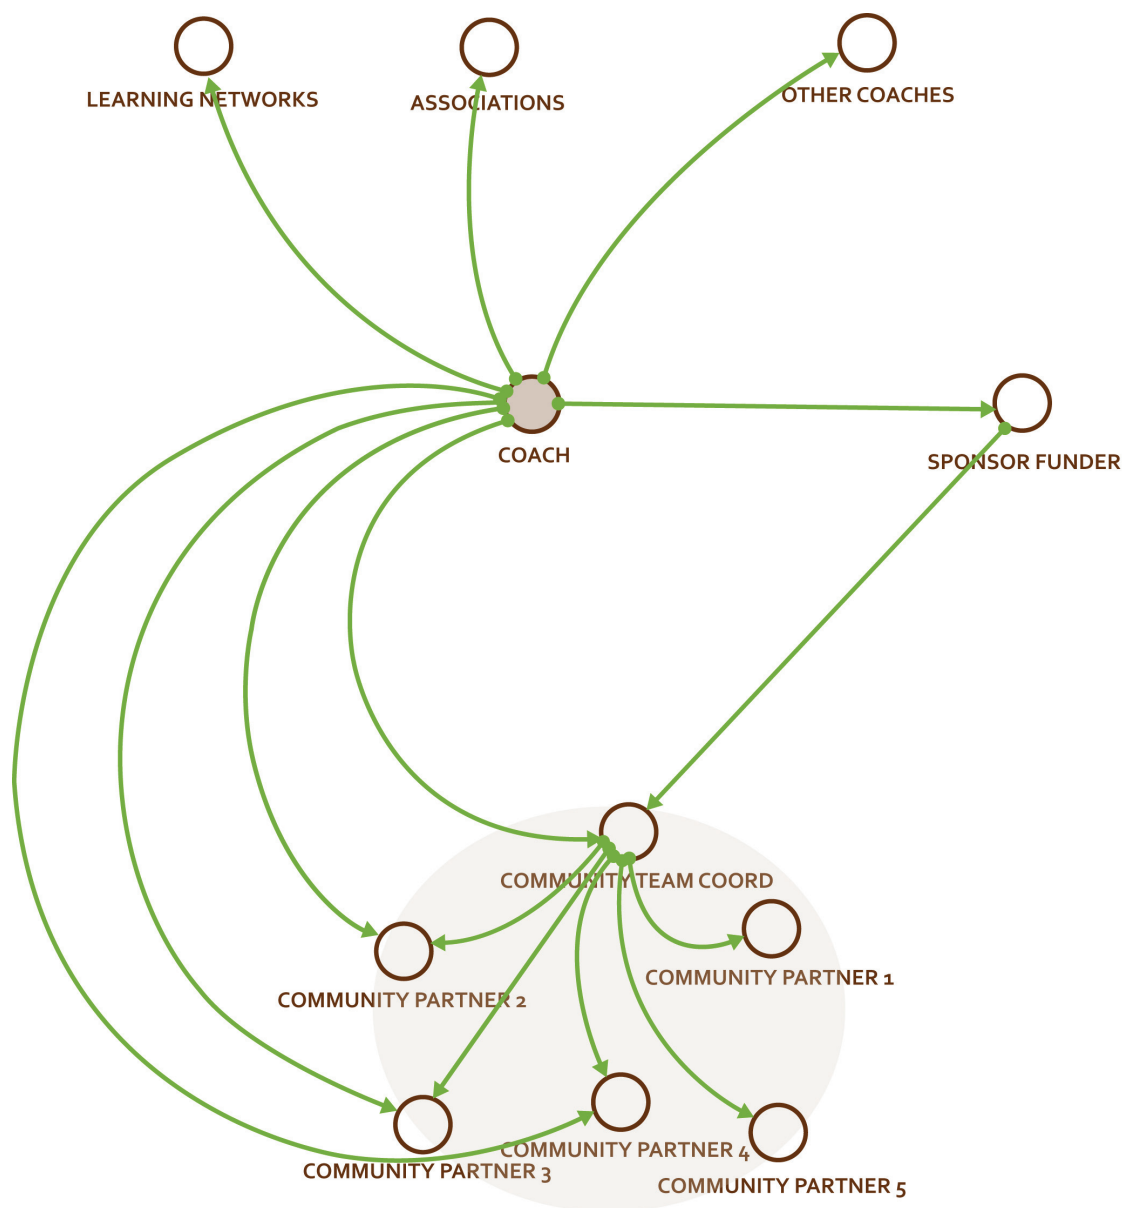 LEARNING NETWORKS
ASSOCIATIONS
OTHER COACHES
COACH
SPONSOR FUNDER
COMMUNITY TEAM COORD
COMMUNITY PARTNER 1
COMMUNITY PARTNER 2
COMMUNITY PARTNER 4
COMMUNITY PARTNER 3
COMMUNITY PARTNER 5